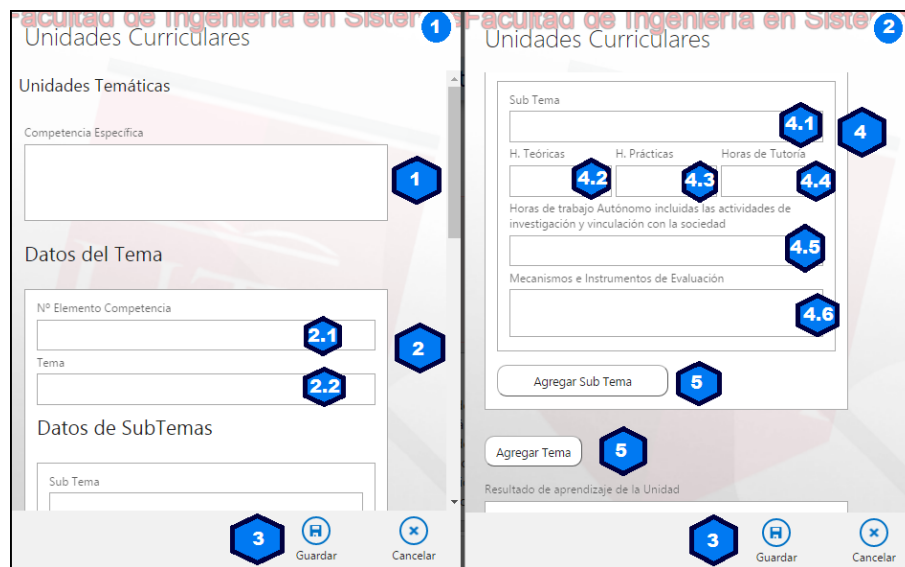 Facultad de Ingeniería en Sistem
1
Unidades Curriculares
Unidades Temáticas
Competencia Específica
1
Datos del Tema
Nº Elemento Competencia
2.1
2
Tema
2.2
Datos de SubTemas
Sub Tema
3
Guardar
Cancelar
Facultad de Ingeniería en Siste
2
Unidades Curriculares
Sub Tema
4.1
4
H. Teóricas H. Prácticas Horas de Tutoría
4.2 4.3 4.4
Horas de trabajo Autónomo incluidas las actividades de
investigación y vinculación con la sociedad
4.5
Mecanismos e Instrumentos de Evaluación
4.6
Agregar Sub Tema
5
Agregar Tema
5
Resultado de aprendizaje de la Unidad
3
Guardar
Cancelar